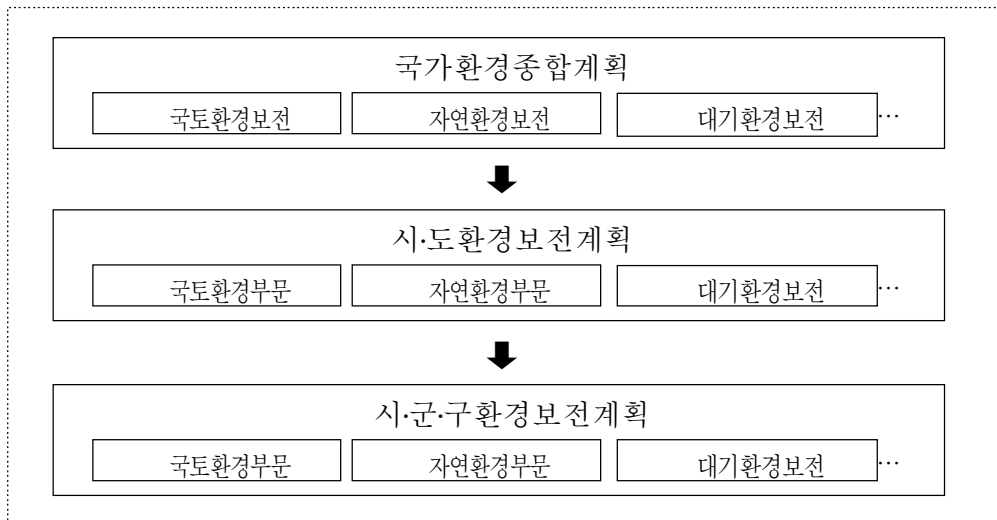 국가환경종합계획
국토환경보전 자연환경보전 대기환경보전 …
시·도환경보전계획
국토환경부문 자연환경부문 대기환경보전 …
시·군·구환경보전계획
국토환경부문 자연환경부문 대기환경보전 …